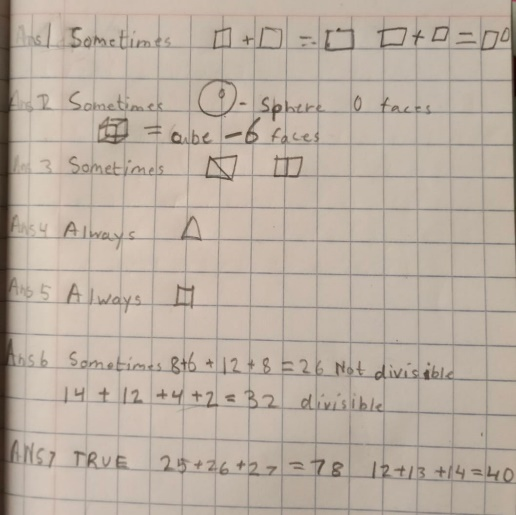 Ans1 Sometimes □ + □ = □ □ + □ = □□
Ans2 Sometimes - Sphere 0 faces
= cube - 6 faces
Ans 3 Sometimes
Ans4 Always △
Ans 5 Always
Ans6 Sometimes 8+6+12+8=26 Not divisible
14+12+4+2=32 divisible
ANS7 TRUE 25+26+27=78 12+13+14=40